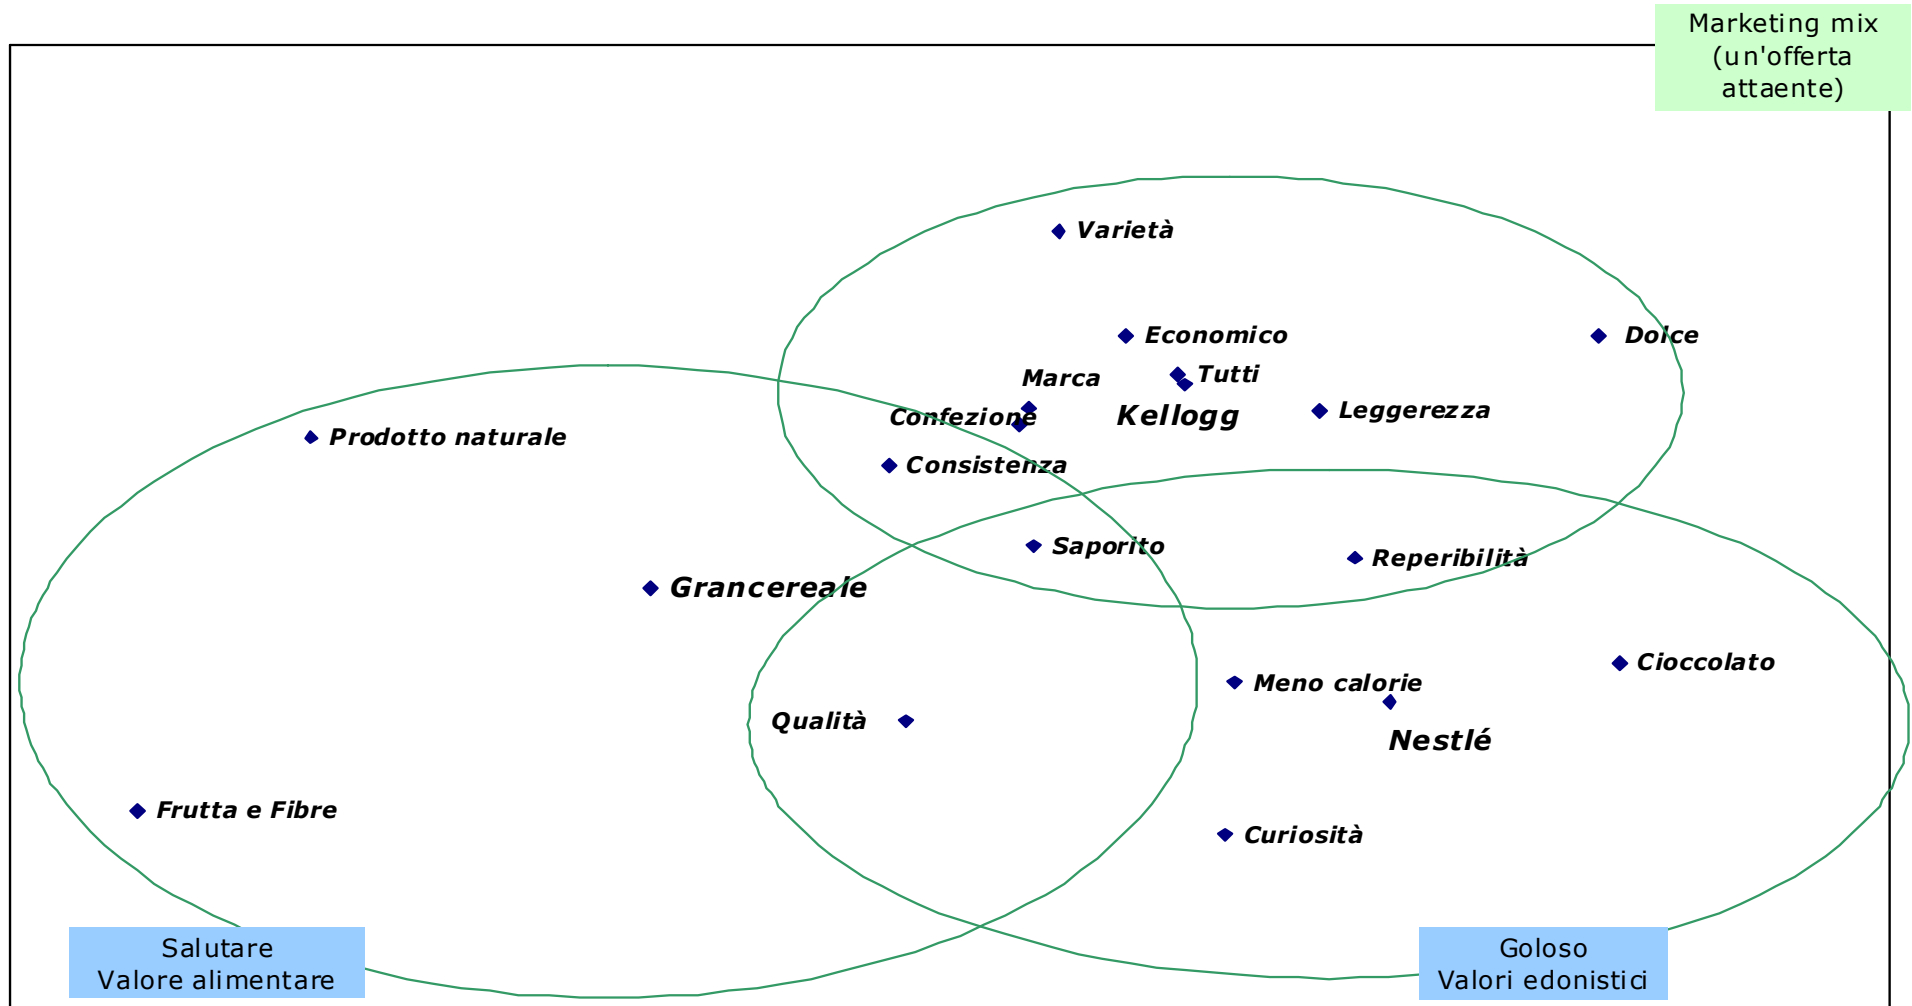 Marketing mix
(un'offerta
attaente)
Varietà
Economico
Dolce
Marca
Tutti
Confezione
Kellogg
Leggerezza
Prodotto naturale
Consistenza
Saporito
Reperibilità
Grancereale
Cioccolato
Meno calorie
Qualità
Nestlé
Frutta e Fibre
Curiosità
Salutare
Valore alimentare
Goloso
Valori edonistici